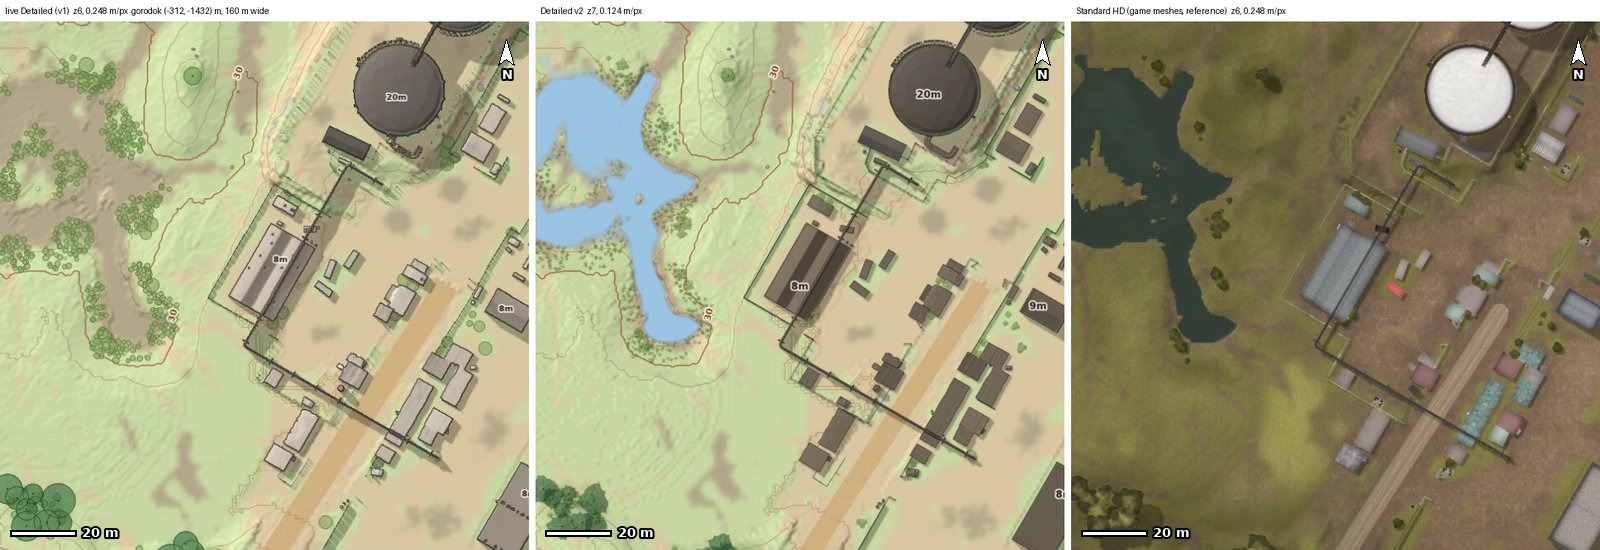 live Detailed (v1) z6, 0.248 m/px gorodok (-312, -1432) m, 160 m wide
Detailed v2 z7, 0.124 m/px
Standard HD (game meshes, reference) z6, 0.248 m/px
30
20m
N
8m
8m
30
8
20 m
30
20m
N
8m
9m
30
8
20 m
N
20 m